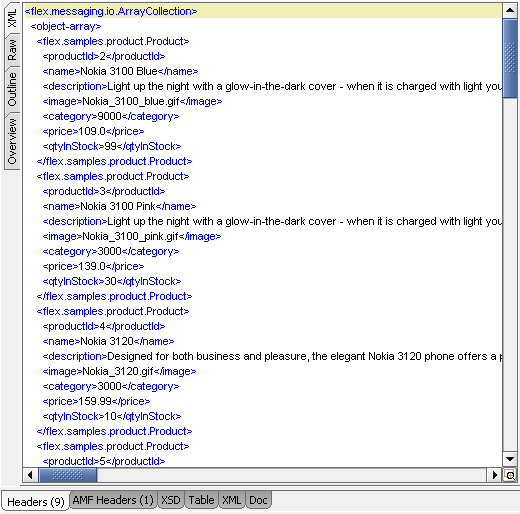 XML
Raw
Outline
Overview
<flex.messaging.io.ArrayCollection>
<object-array>
<flex.samples.product.Product>
<productId>2</productId>
<name>Nokia 3100 Blue</name>
<description>Light up the night with a glow-in-the-dark cover - when it is charged with light you
<image>Nokia_3100_blue.gif</image>
<category>9000</category>
<price>109.0</price>
<qtyInStock>99</qtyInStock>
</flex.samples.product.Product>
<flex.samples.product.Product>
<productId>3</productId>
<name>Nokia 3100 Pink</name>
<description>Light up the night with a glow-in-the-dark cover - when it is charged with light you
<image>Nokia_3100_pink.gif</image>
<category>3000</category>
<price>139.0</price>
<qtyInStock>30</qtyInStock>
</flex.samples.product.Product>
<flex.samples.product.Product>
<productId>4</productId>
<name>Nokia 3120</name>
<description>Designed for both business and pleasure, the elegant Nokia 3120 phone offers a p
<image>Nokia_3120.gif</image>
<category>3000</category>
<price>159.99</price>
<qtyInStock>10</qtyInStock>
</flex.samples.product.Product>
<flex.samples.product.Product>
<productId>5</productId>
Headers (9) AMF Headers (1) XSD Table XML Doc